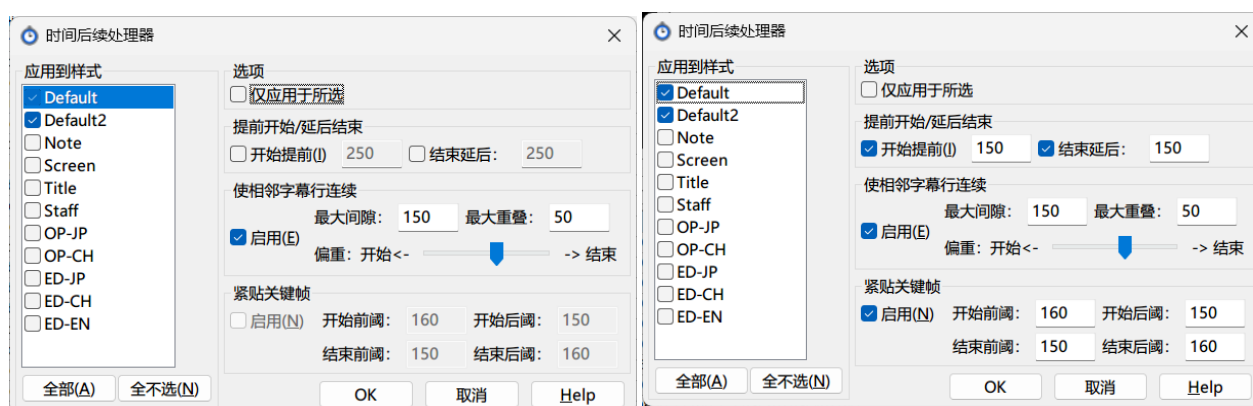 时间后续处理器
应用到样式
Default
Default2
Note
Screen
Title
Staff
OP-JP
OP-CH
ED-JP
ED-CH
ED-EN
全部(A) 全不选(N)
选项
仅应用于所选
提前开始/延后结束
开始提前(I) 250 结束延后: 250
使相邻字幕行连续
最大间隙: 150 最大重叠: 50
启用(E)
偏重: 开始<- -> 结束
紧贴关键帧
启用(N) 开始前阈: 160 开始后阈: 150
结束前阈: 150 结束后阈: 160
OK 取消 Help
时间后续处理器
应用到样式
Default
Default2
Note
Screen
Title
Staff
OP-JP
OP-CH
ED-JP
ED-CH
ED-EN
全部(A) 全不选(N)
选项
仅应用于所选
提前开始/延后结束
开始提前(I) 150 结束延后: 150
使相邻字幕行连续
最大间隙: 150 最大重叠: 50
启用(E)
偏重: 开始<- -> 结束
紧贴关键帧
启用(N) 开始前阈: 160 开始后阈: 150
结束前阈: 150 结束后阈: 160
OK 取消 Help